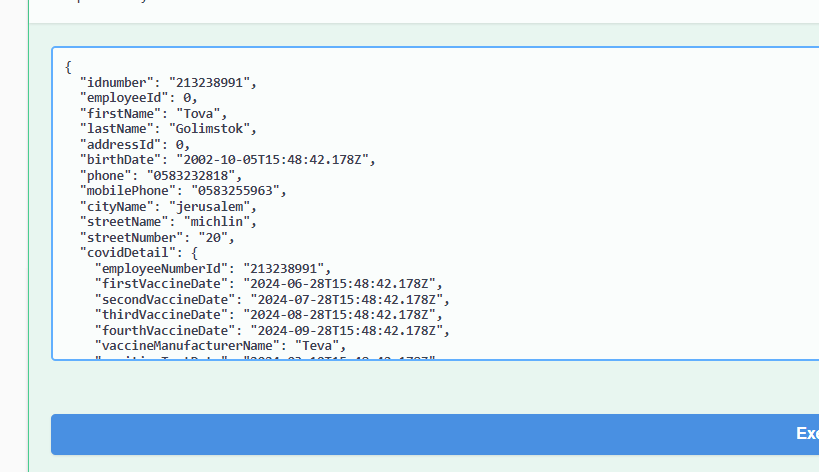 {
"idnumber": "213238991",
"employeeId": 0,
"firstName": "Tova",
"lastName": "Golimstok",
"addressId": 0,
"birthDate": "2002-10-05T15:48:42.178Z",
"phone": "0583232818",
"mobilePhone": "0583255963",
"cityName": "jerusalem",
"streetName": "michlin",
"streetNumber": "20",
"covidDetail": {
"employeeNumberId": "213238991",
"firstVaccineDate": "2024-06-28T15:48:42.178Z",
"secondVaccineDate": "2024-07-28T15:48:42.178Z",
"thirdVaccineDate": "2024-08-28T15:48:42.178Z",
"fourthVaccineDate": "2024-09-28T15:48:42.178Z",
"vaccineManufacturerName": "Teva",